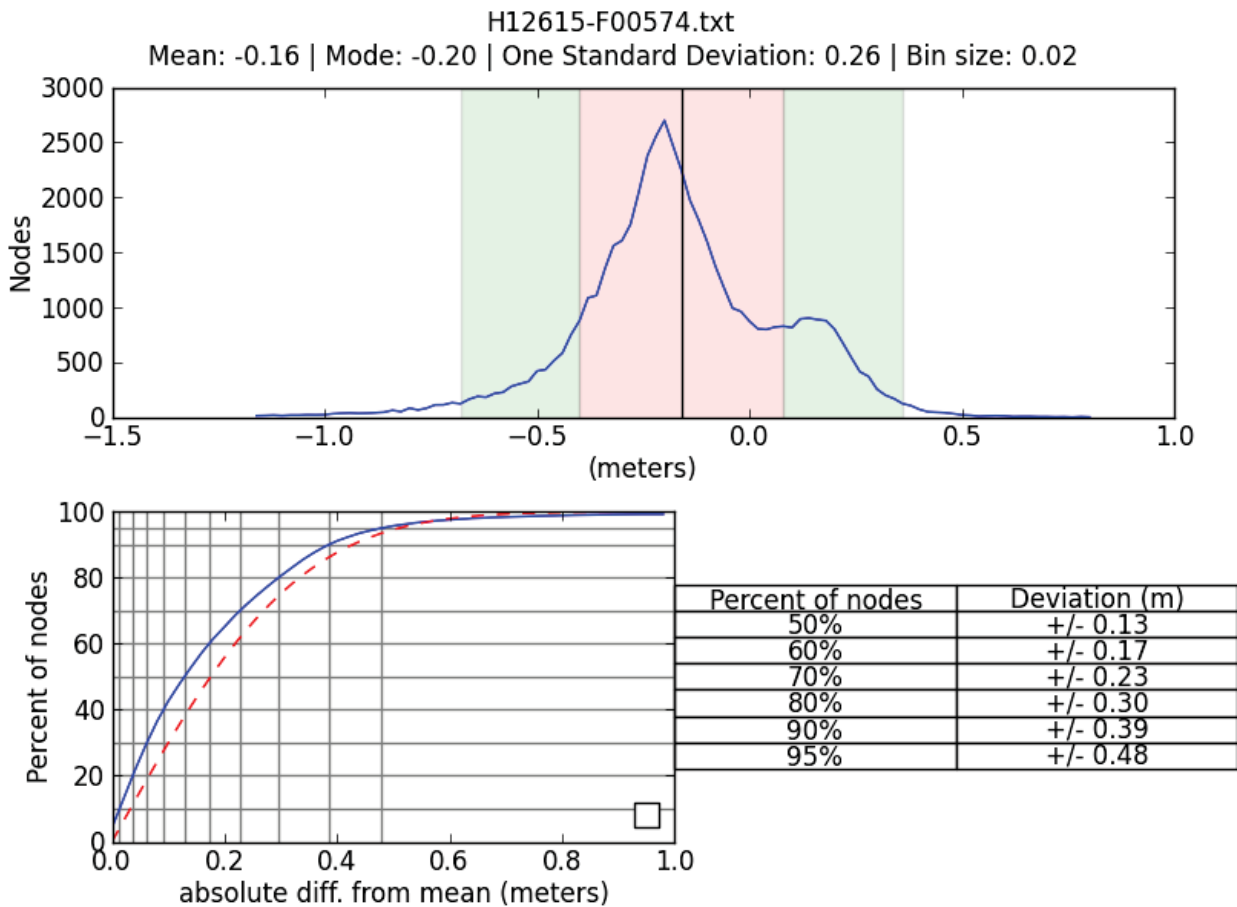 H12615-F00574.txt
Mean: -0.16 | Mode: -0.20 | One Standard Deviation: 0.26 | Bin size: 0.02
3000
2500
2000
1500
1000
500
0
Nodes
−1.5 −1.0 −0.5 0.0 0.5 1.0
(meters)
100
80
60
40
20
0
Percent of nodes
0.0 0.2 0.4 0.6 0.8 1.0
absolute diff. from mean (meters)
Percent of nodes Deviation (m)
50% +/- 0.13
60% +/- 0.17
70% +/- 0.23
80% +/- 0.30
90% +/- 0.39
95% +/- 0.48